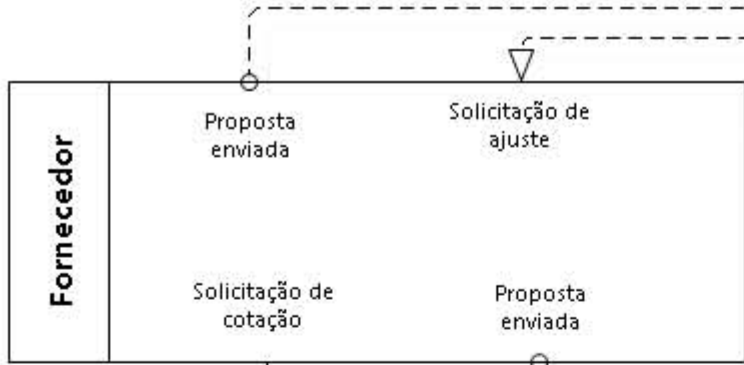 Fornecedor
Proposta
enviada
Solicitação de
ajuste
Solicitação de
cotação
Proposta
enviada